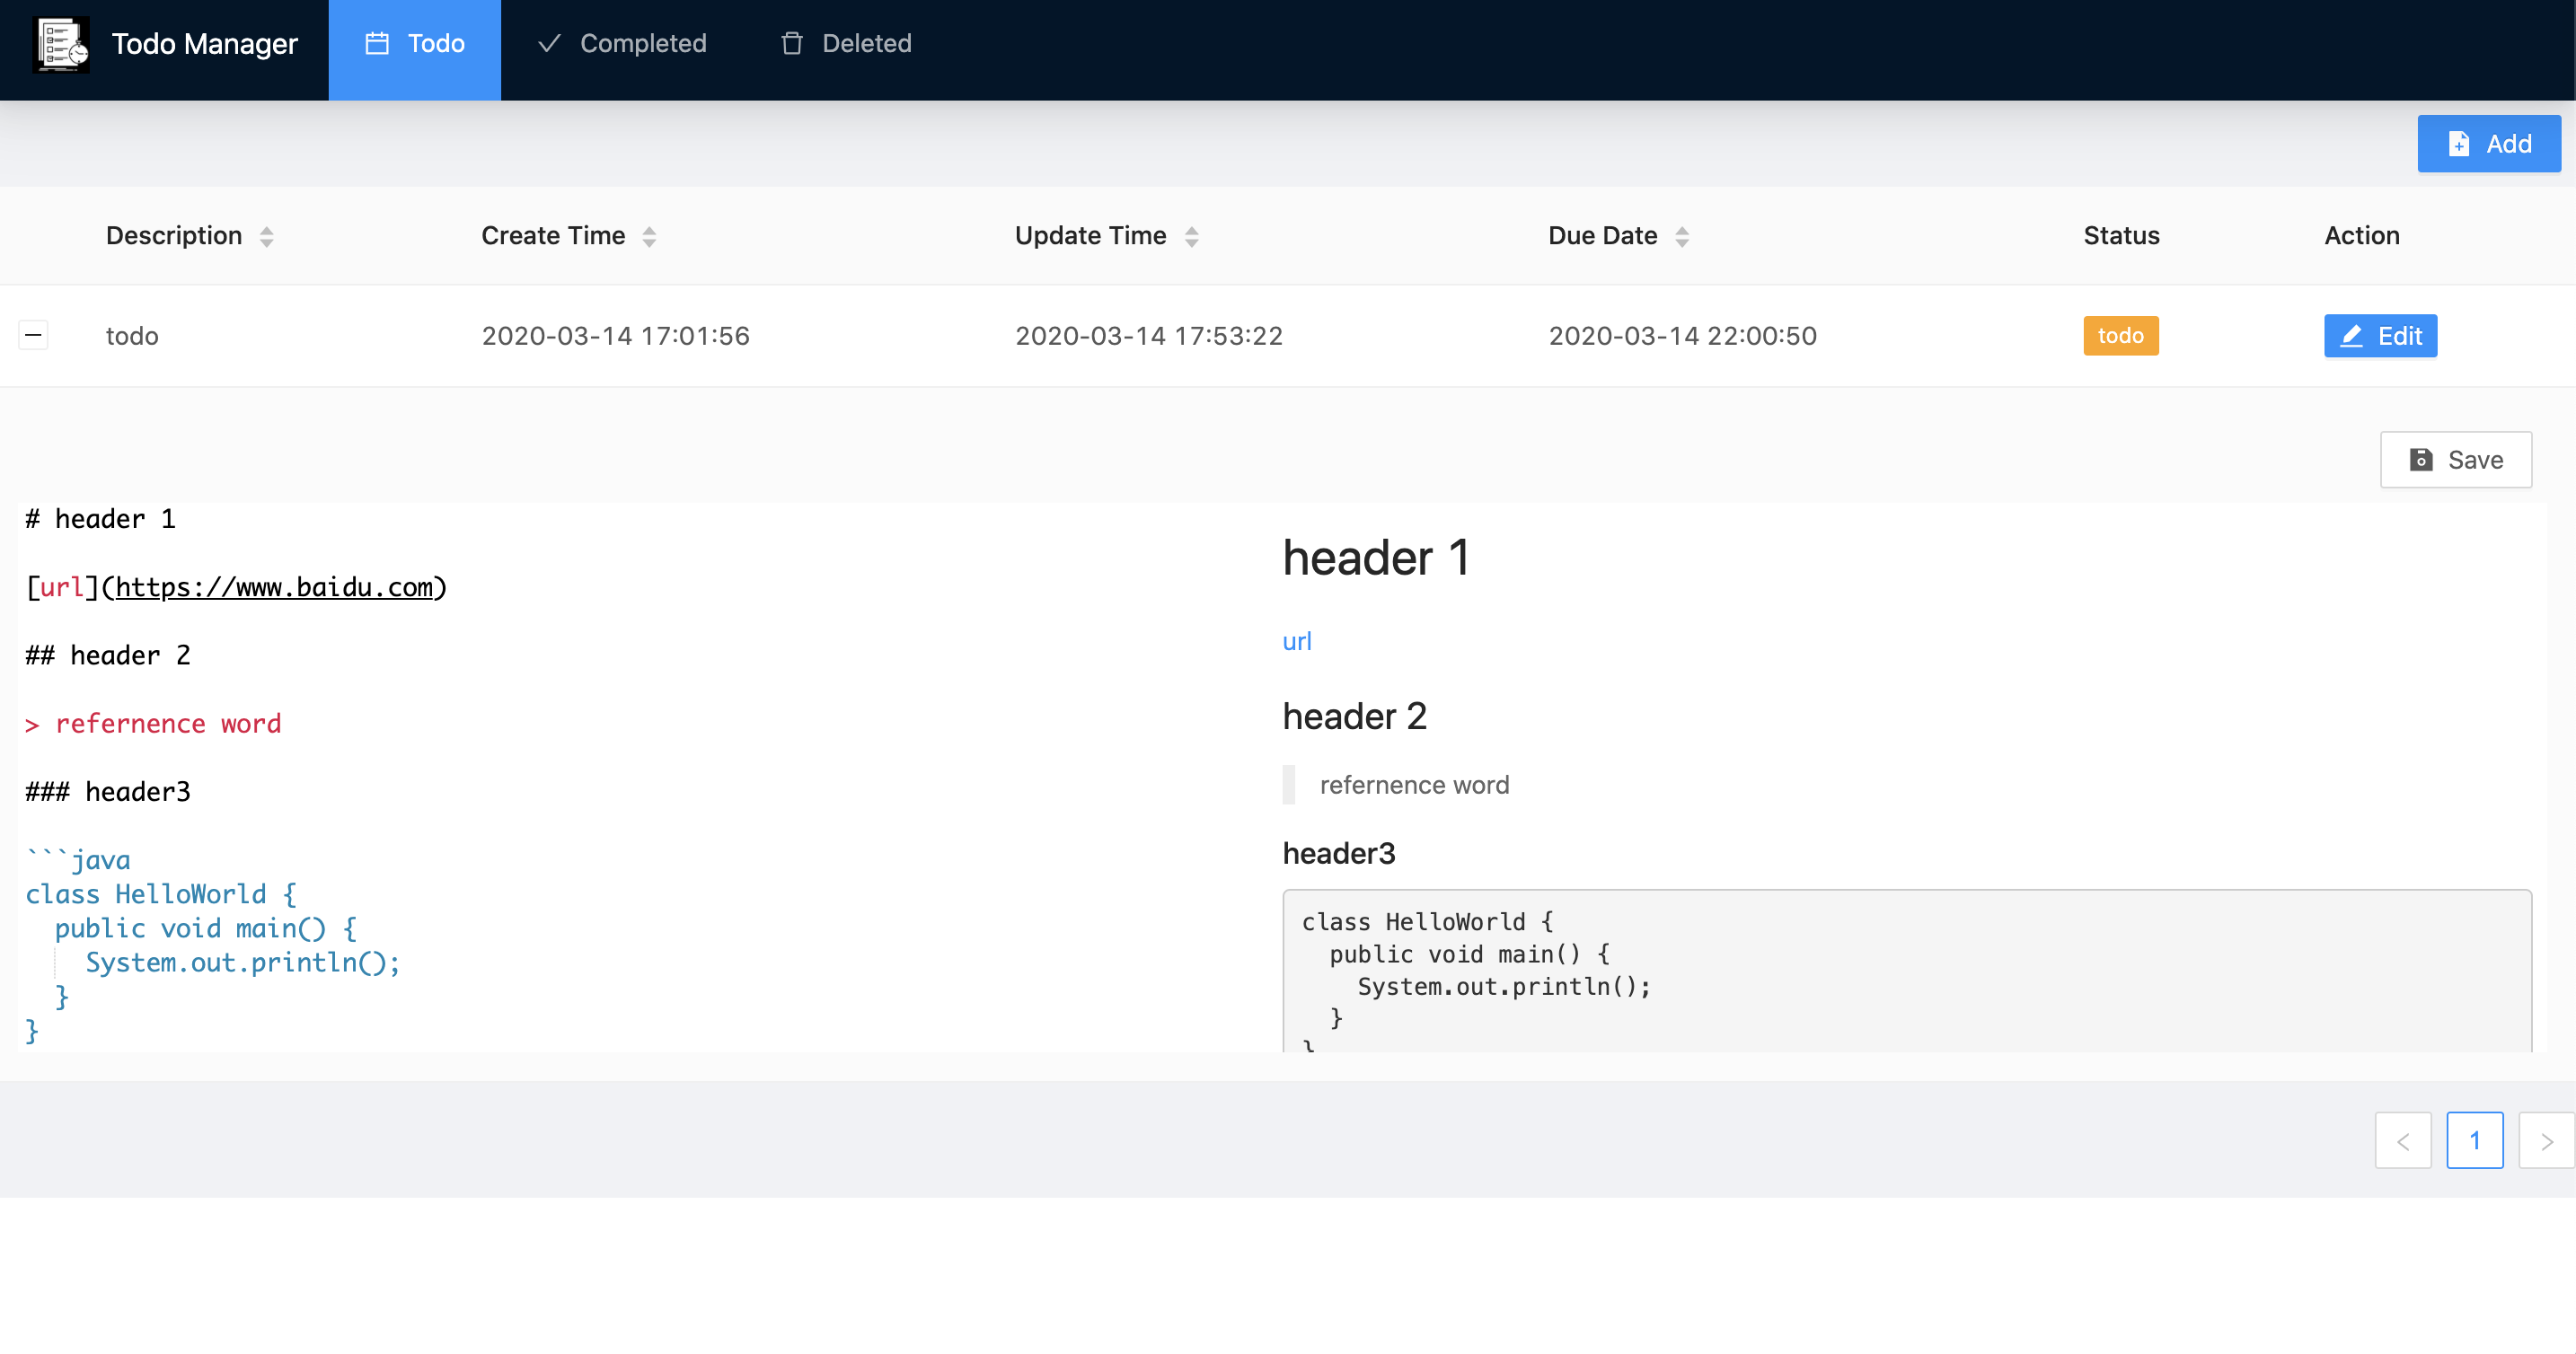 Todo Manager Todo Completed Deleted
Add
Description Create Time Update Time Due Date Status Action
todo 2020-03-14 17:01:56 2020-03-14 17:53:22 2020-03-14 22:00:50 todo Edit
Save
# header 1
[url](https://www.baidu.com)
## header 2
> refernence word
### header3
```java
class HelloWorld {
  public void main() {
    System.out.println();
  }
}
header 1
url
header 2
refernence word
header3
class HelloWorld {
  public void main() {
    System.out.println();
  }
}
< 1 >